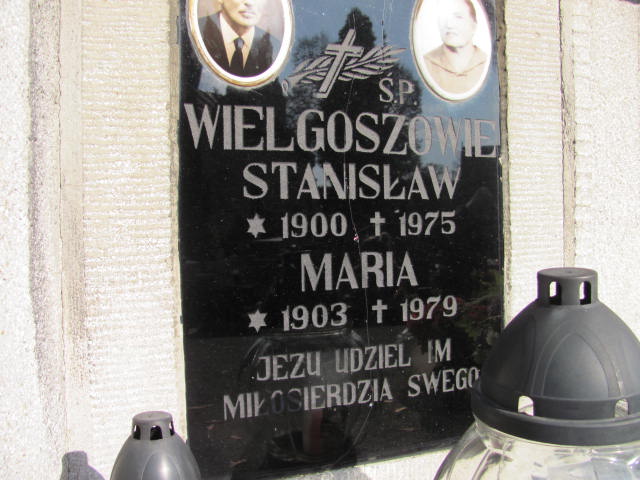 Ś.P.
WIELGOSZOWIE
STANISŁAW
* 1900 ✝ 1975
MARIA
* 1903 ✝ 1979
JEZU UDZIEL IM
MIŁOSIERDZIA SWEGO